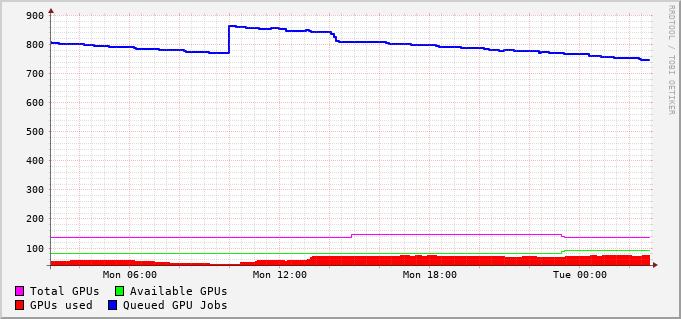 900
800
700
600
500
400
300
200
100
Mon 06:00 Mon 12:00 Mon 18:00 Tue 00:00
Total GPUs Available GPUs
GPUs used Queued GPU Jobs
RRDTOOL / TOBI OETIKER